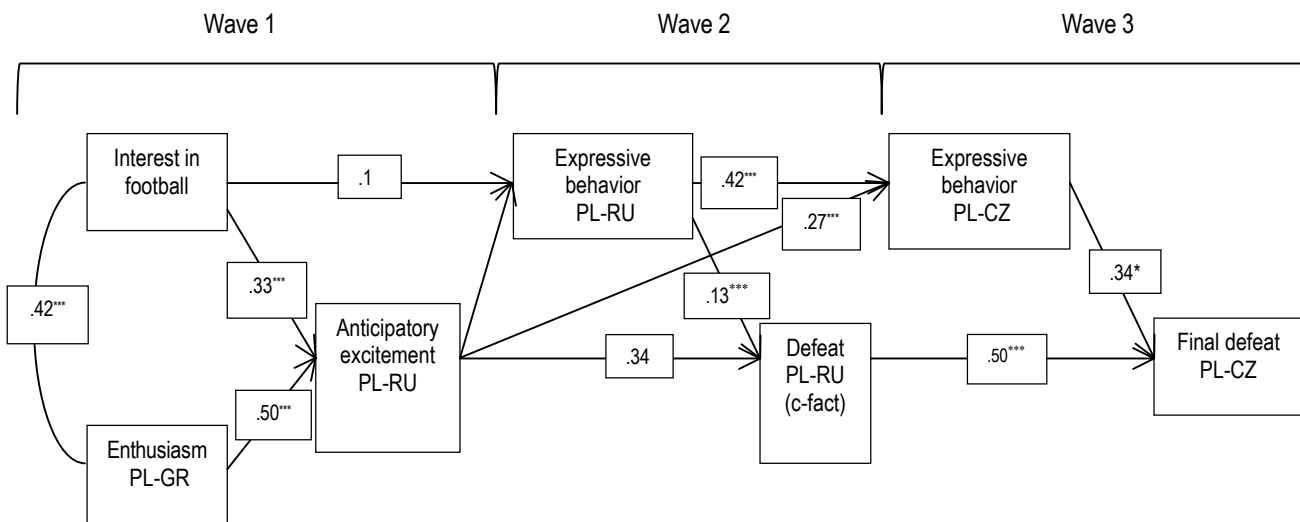 Wave 1
Wave 2
Wave 3
Interest in
football
.1
Expressive
behavior
PL-RU
.42***
Expressive
behavior
PL-CZ
.27***
.33***
.34*
.13***
.42***
Anticipatory
excitement
PL-RU
.34
Defeat
PL-RU
(c-fact)
.50***
Final defeat
PL-CZ
.50***
Enthusiasm
PL-GR